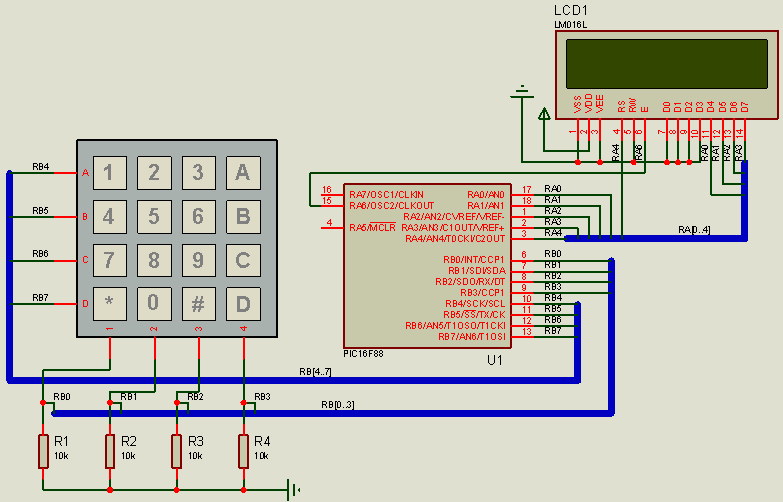 LCD1
LM016L
VSS VDD VEE RS RW E D0 D1 D2 D3 D4 D5 D6 D7
1 2 3 4 5 6 7 8 9 10 11 12 13 14
RA4 RA6 RA0 RA1 RA2 RA3
RA[0..4]
RB4 A 1 2 3 A
RB5 B 4 5 6 B
RB6 C 7 8 9 C
RB7 D * 0 # D
1 2 3 4
16 RA7/OSC1/CLKIN RA0/AN0 17 RA0
15 RA6/OSC2/CLKOUT RA1/AN1 18 RA1
RA2/AN2/CVREF/VREF- 1 RA2
4 RA5/MCLR RA3/AN3/C1OUT/VREF+ 2 RA3
RA4/AN4/T0CKI/C2OUT 3 RA4
RB0/INT/CCP1 6 RB0
RB1/SDI/SDA 7 RB1
RB2/SDO/RX/DT 8 RB2
RB3/CCP1 9 RB3
RB4/SCK/SCL 10 RB4
RB5/SS/TX/CK 11 RB5
RB6/AN5/T1OSO/T1CKI 12 RB6
RB7/AN6/T1OSI 13 RB7
PIC16F88
U1
RB[4..7]
RB0 RB1 RB2 RB3
RB[0..3]
R1 R2 R3 R4
10k 10k 10k 10k